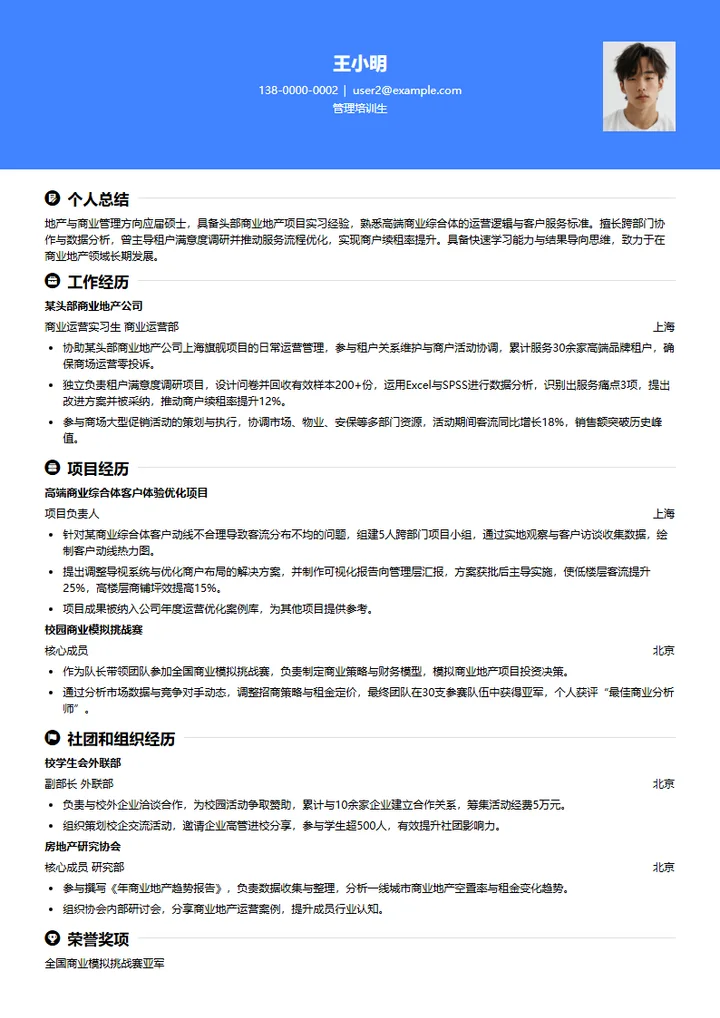 王小明
138-0000-0002 | user2@example.com
管理培训生
个人总结
地产与商业管理方向应届硕士，具备头部商业地产项目实习经验，熟悉高端商业综合体的运营逻辑与客户服务标准。擅长跨部门协
作与数据分析，曾主导租户满意度调研并推动服务流程优化，实现商户续租率提升。具备快速学习能力与结果导向思维，致力于在
商业地产领域长期发展。
工作经历
某头部商业地产公司
商业运营实习生 商业运营部 上海
• 协助某头部商业地产公司上海旗舰项目的日常运营管理，参与租户关系维护与商户活动协调，累计服务30余家高端品牌租户，确
保商场运营零投诉。
• 独立负责租户满意度调研项目，设计问卷并回收有效样本200+份，运用Excel与SPSS进行数据分析，识别出服务痛点3项，提出
改进方案并被采纳，推动商户续租率提升12%。
• 参与商场大型促销活动的策划与执行，协调市场、物业、安保等多部门资源，活动期间客流同比增长18%，销售额突破历史峰
值。
项目经历
高端商业综合体客户体验优化项目
项目负责人 上海
• 针对某商业综合体客户动线不合理导致客流分布不均的问题，组建5人跨部门项目小组，通过实地观察与客户访谈收集数据，绘
制客户动线热力图。
• 提出调整导视系统与优化商户布局的解决方案，并制作可视化报告向管理层汇报，方案获批后主导实施，使低楼层客流提升
25%，高楼层商铺坪效提高15%。
• 项目成果被纳入公司年度运营优化案例库，为其他项目提供参考。
校园商业模拟挑战赛
核心成员 北京
• 作为队长带领团队参加全国商业模拟挑战赛，负责制定商业策略与财务模型，模拟商业地产项目投资决策。
• 通过分析市场数据与竞争对手动态，调整招商策略与租金定价，最终团队在30支参赛队伍中获得亚军，个人获评“最佳商业分析
师”。
社团和组织经历
校学生会外联部
副部长 外联部 北京
• 负责与校外企业洽谈合作，为校园活动争取赞助，累计与10余家企业建立合作关系，筹集活动经费5万元。
• 组织策划校企交流活动，邀请企业高管进校分享，参与学生超500人，有效提升社团影响力。
房地产研究协会
核心成员 研究部 北京
• 参与撰写《年商业地产趋势报告》，负责数据收集与整理，分析一线城市商业地产空置率与租金变化趋势。
• 组织协会内部研讨会，分享商业地产运营案例，提升成员行业认知。
荣誉奖项
全国商业模拟挑战赛亚军